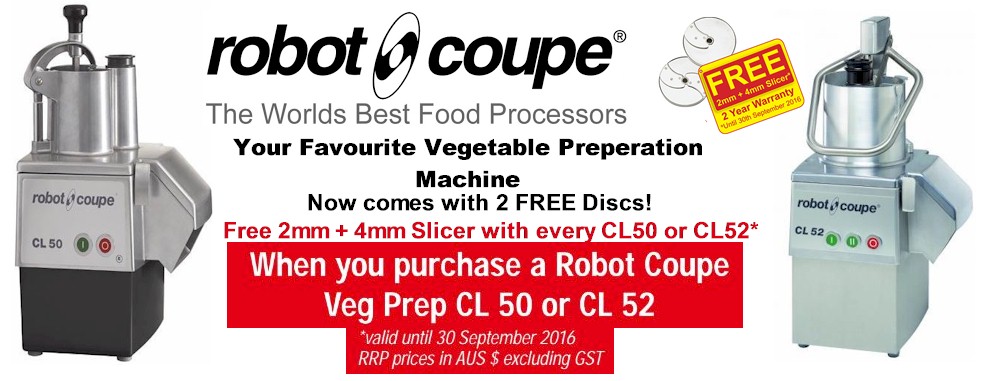 robot coupe®
The Worlds Best Food Processors
Your Favourite Vegetable Preperation
Machine
Now comes with 2 FREE Discs!
Free 2mm + 4mm Slicer with every CL50 or CL52*
When you purchase a Robot Coupe
Veg Prep CL 50 or CL 52
*valid until 30 September 2016
RRP prices in AUS $ excluding GST
FREE
2mm + 4mm Slicer*
2 Year Warranty
*Until 30th September 2016
robot coupe
CL 50
®
robot coupe®
CL 52